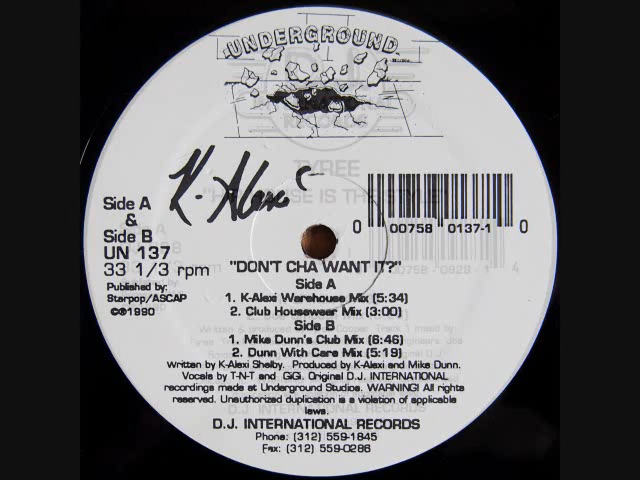 UNDERGROUND
K-Alexi
TYREE
Side A
&
Side B
UN 137
33 1/3 rpm
Published by:
Starpop/ASCAP
©℗1990
0 00758 0137-1 0
"DON'T CHA WANT IT?"
Side A
1. K-Alexi Warehouse Mix (5:34)
2. Club Housewear Mix (3:00)
Side B
1. Mike Dunn's Club Mix (6:46)
2. Dunn With Care Mix (5:19)
Written by K-Alexi Shelby. Produced by K-Alexi and Mike Dunn.
Vocals by T-N-T and GiGi. Original D.J. INTERNATIONAL
recordings made at Underground Studios. WARNING! All rights
reserved. Unauthorized duplication is a violation of applicable
laws.
D.J. INTERNATIONAL RECORDS
Phone: (312) 559-1845
Fax: (312) 559-0286